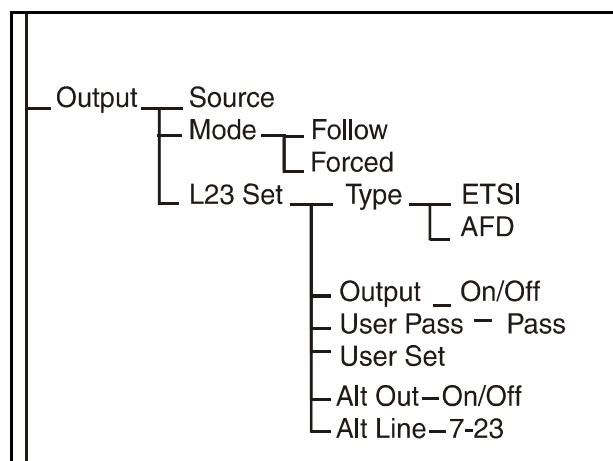 Output Source
Mode Follow
Forced
L23 Set Type ETSI
AFD
Output On/Off
User Pass Pass
User Set
Alt Out On/Off
Alt Line 7-23